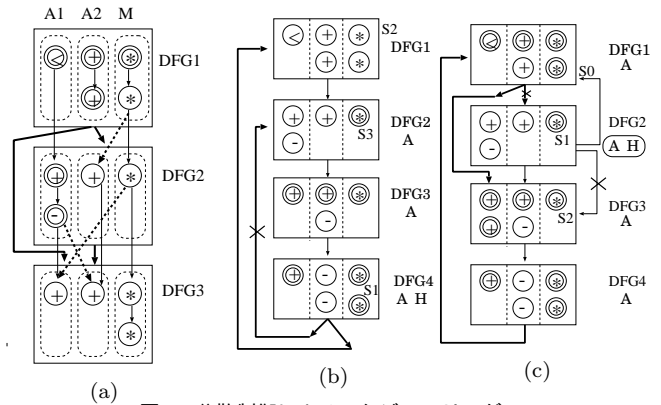 A1 A2 M
DFG1
DFG2
DFG3
(a)
S2
DFG1
DFG2
A
S3
DFG3
A
S1
DFG4
A H
(b)
DFG1
A
S0
DFG2
A H
S1
DFG3
A
S2
DFG4
A
(c)